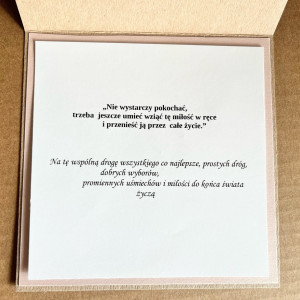 „Nie wystarczy pokochać,
trzeba jeszcze umieć wziąć tę miłość w ręce
i przenieść ją przez całe życie.”
Na tę wspólną drogę wszystkiego co najlepsze, prostych dróg,
dobrych wyborów,
promiennych uśmiechów i miłości do końca świata
życzą